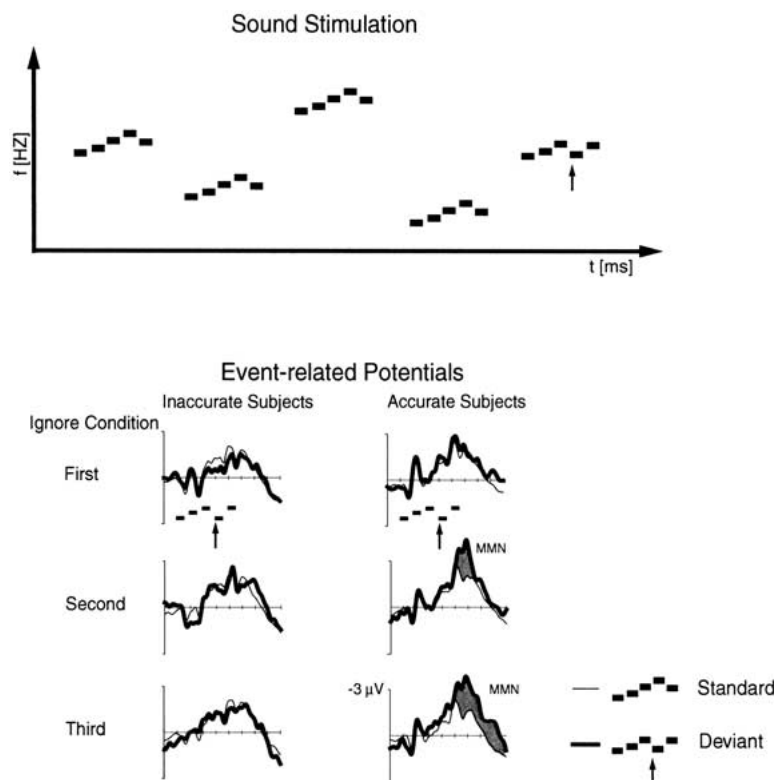 Sound Stimulation
f [HZ]
t [ms]
Event-related Potentials
Inaccurate Subjects
Accurate Subjects
Ignore Condition
First
MMN
Second
-3 µV
MMN
Standard
Third
Deviant